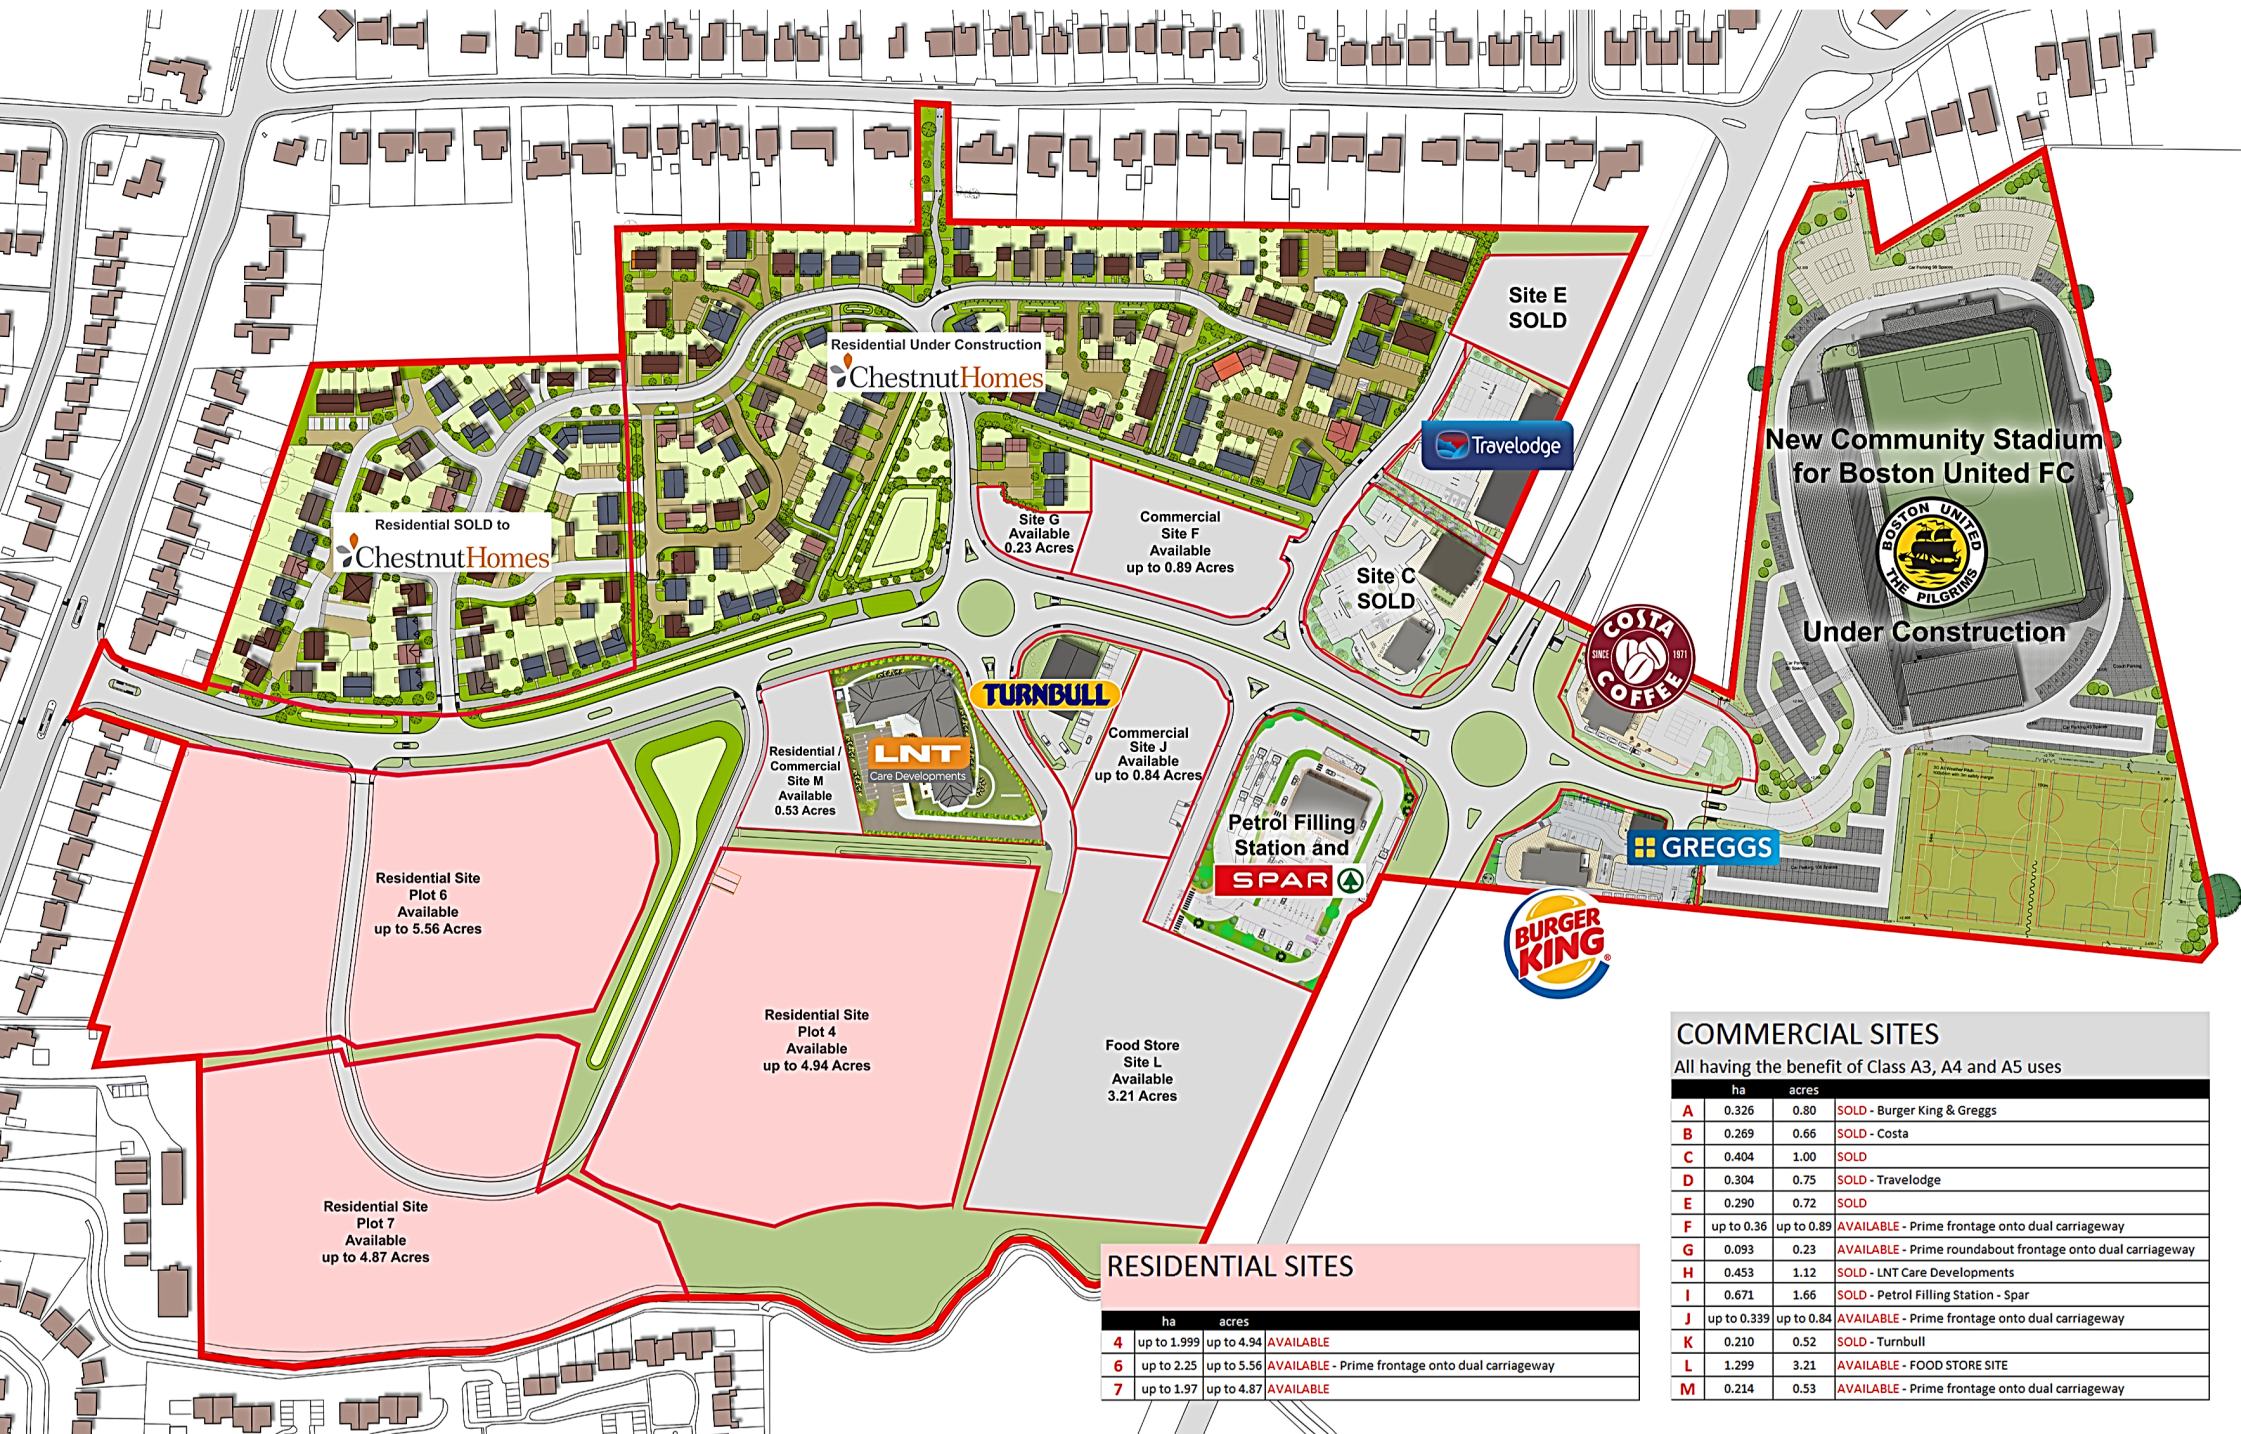 Site E
SOLD
Residential Under Construction
ChestnutHomes
Travelodge
New Community Stadium
for Boston United FC
BOSTON UNITED
THE PILGRIMS
Under Construction
Residential SOLD to
ChestnutHomes
Site G
Available
0.23 Acres
Commercial
Site F
Available
up to 0.89 Acres
Site C
SOLD
COSTA
SINCE 1971
COFFEE
TURNBULL
LNT
Care Developments
Residential /
Commercial
Site M
Available
0.53 Acres
Commercial
Site J
Available
up to 0.84 Acres
Petrol Filling
Station and
SPAR
GREGGS
BURGER
KING®
Residential Site
Plot 6
Available
up to 5.56 Acres
Residential Site
Plot 4
Available
up to 4.94 Acres
Food Store
Site L
Available
3.21 Acres
Residential Site
Plot 7
Available
up to 4.87 Acres
RESIDENTIAL SITES
ha acres
4 up to 1.999 up to 4.94 AVAILABLE
6 up to 2.25 up to 5.56 AVAILABLE - Prime frontage onto dual carriageway
7 up to 1.97 up to 4.87 AVAILABLE
COMMERCIAL SITES
All having the benefit of Class A3, A4 and A5 uses
ha acres
A 0.326 0.80 SOLD - Burger King & Greggs
B 0.269 0.66 SOLD - Costa
C 0.404 1.00 SOLD
D 0.304 0.75 SOLD - Travelodge
E 0.290 0.72 SOLD
F up to 0.36 up to 0.89 AVAILABLE - Prime frontage onto dual carriageway
G 0.093 0.23 AVAILABLE - Prime roundabout frontage onto dual carriageway
H 0.453 1.12 SOLD - LNT Care Developments
I 0.671 1.66 SOLD - Petrol Filling Station - Spar
J up to 0.339 up to 0.84 AVAILABLE - Prime frontage onto dual carriageway
K 0.210 0.52 SOLD - Turnbull
L 1.299 3.21 AVAILABLE - FOOD STORE SITE
M 0.214 0.53 AVAILABLE - Prime frontage onto dual carriageway